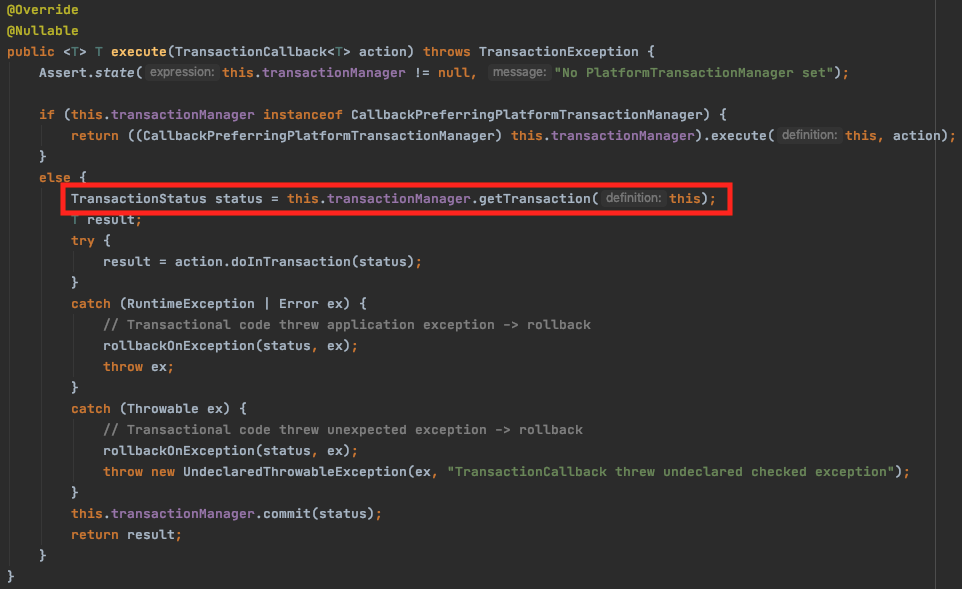 @Override
@Nullable
public <T> T execute(TransactionCallback<T> action) throws TransactionException {
    Assert.state( expression: this.transactionManager != null, message: "No PlatformTransactionManager set");

    if (this.transactionManager instanceof CallbackPreferringPlatformTransactionManager) {
        return ((CallbackPreferringPlatformTransactionManager) this.transactionManager).execute( definition: this, action);
    }
    else {
        TransactionStatus status = this.transactionManager.getTransaction( definition: this);
        T result;
        try {
            result = action.doInTransaction(status);
        }
        catch (RuntimeException | Error ex) {
            // Transactional code threw application exception -> rollback
            rollbackOnException(status, ex);
            throw ex;
        }
        catch (Throwable ex) {
            // Transactional code threw unexpected exception -> rollback
            rollbackOnException(status, ex);
            throw new UndeclaredThrowableException(ex, "TransactionCallback threw undeclared checked exception");
        }
        this.transactionManager.commit(status);
        return result;
    }
}